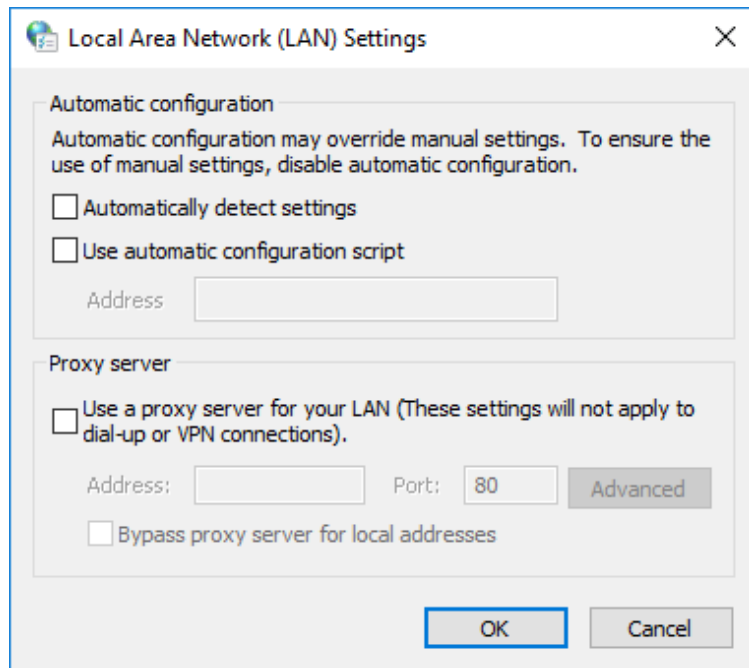 Local Area Network (LAN) Settings
Automatic configuration
Automatic configuration may override manual settings.  To ensure the
use of manual settings, disable automatic configuration.
Automatically detect settings
Use automatic configuration script
Address
Proxy server
Use a proxy server for your LAN (These settings will not apply to
dial-up or VPN connections).
Address: Port: 80 Advanced
Bypass proxy server for local addresses
OK Cancel